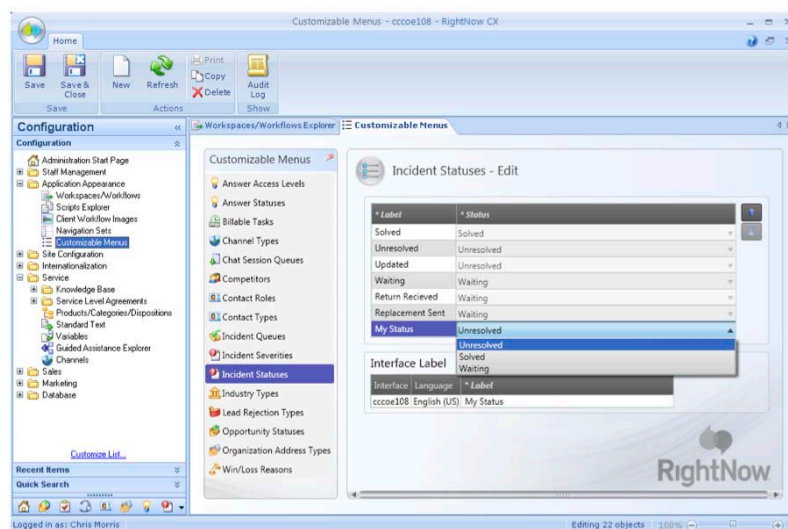 Customizable Menus - cccoe108 - RightNow CX
Home
Save
Save & Close
New
Refresh
Print
Copy
Delete
Audit Log
Save
Actions
Show
Configuration
Configuration
Administration Start Page
Staff Management
Application Appearance
Workspaces/Workflows
Scripts Explorer
Client Workflow Images
Navigation Sets
Customizable Menus
Site Configuration
Internationalization
Service
Knowledge Base
Service Level Agreements
Products/Categories/Dispositions
Standard Text
Variables
Guided Assistance Explorer
Channels
Sales
Marketing
Database
Customize List...
Recent Items
Quick Search
Workspaces/Workflows Explorer
Customizable Menus
Customizable Menus
Answer Access Levels
Answer Statuses
Billable Tasks
Channel Types
Chat Session Queues
Competitors
Contact Roles
Contact Types
Incident Queues
Incident Severities
Incident Statuses
Industry Types
Lead Rejection Types
Opportunity Statuses
Organization Address Types
Win/Loss Reasons
Incident Statuses - Edit
* Label * Status
Solved Solved
Unresolved Unresolved
Updated Unresolved
Waiting Waiting
Return Recieved Waiting
Replacement Sent Waiting
My Status Unresolved
Unresolved
Solved
Waiting
Interface Label
Interface Language * Label
cccoe108 English (US) My Status
RightNow
Logged in as: Chris Morris
Editing 22 objects 100%